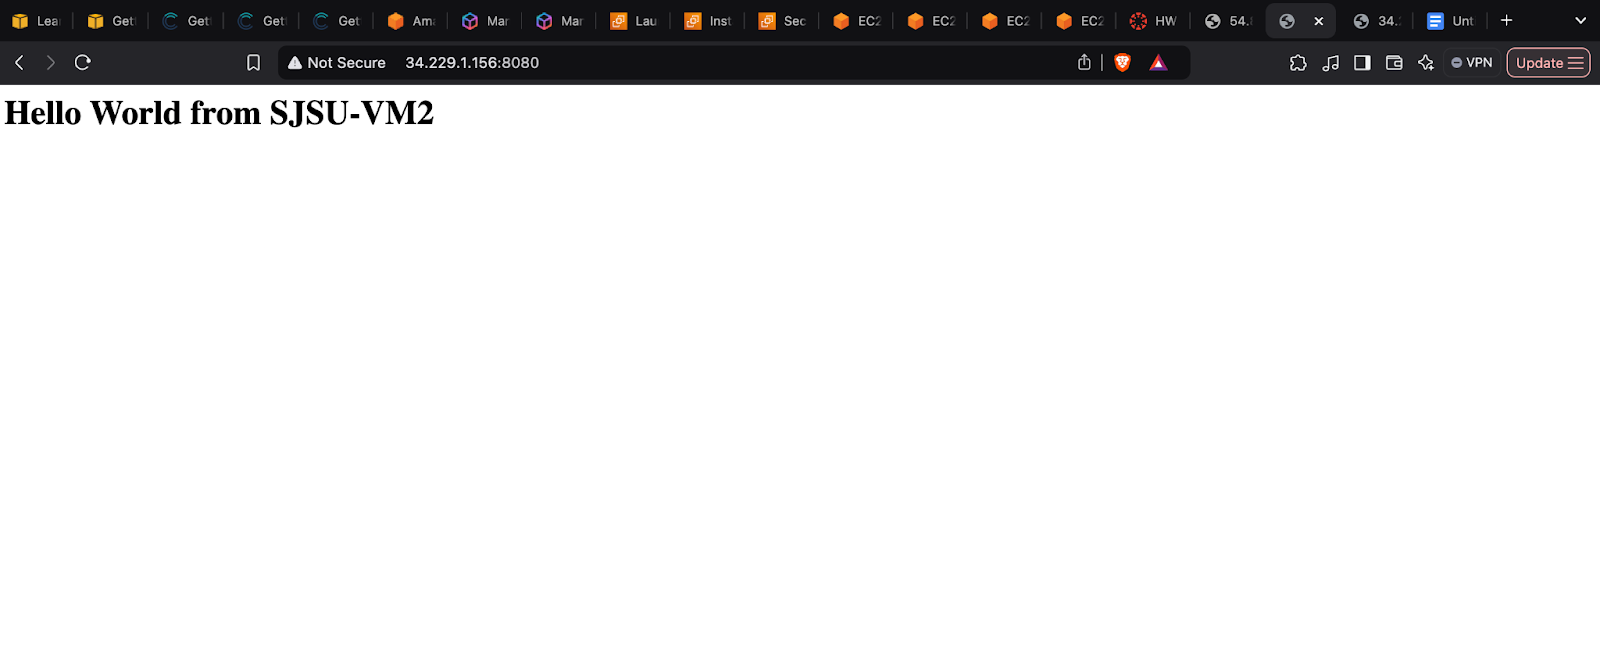 Lea Get Get Get Get Ama Mar Mar Lau Inst Sec EC2 EC2 EC2 EC2 HW 54. 34. Unt
Not Secure 34.229.1.156:8080 VPN Update
Hello World from SJSU-VM2